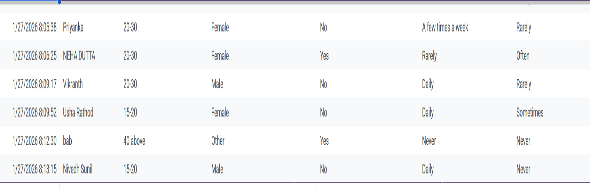 1/27/2026 8:05:38 Priyanka 20-30 Female No A few times a week Rarely
1/27/2026 8:06:25 NEHA DUTTA 20-30 Female Yes Rarely Often
1/27/2026 8:09:17 Vikranth 20-30 Male No Daily Rarely
1/27/2026 8:09:52 Usha Rathod 15-20 Female No Daily Sometimes
1/27/2026 8:12:30 bab 40 above Other Yes Never Never
1/27/2026 8:13:15 Nivedh Sunil 15-20 Male No Daily Never